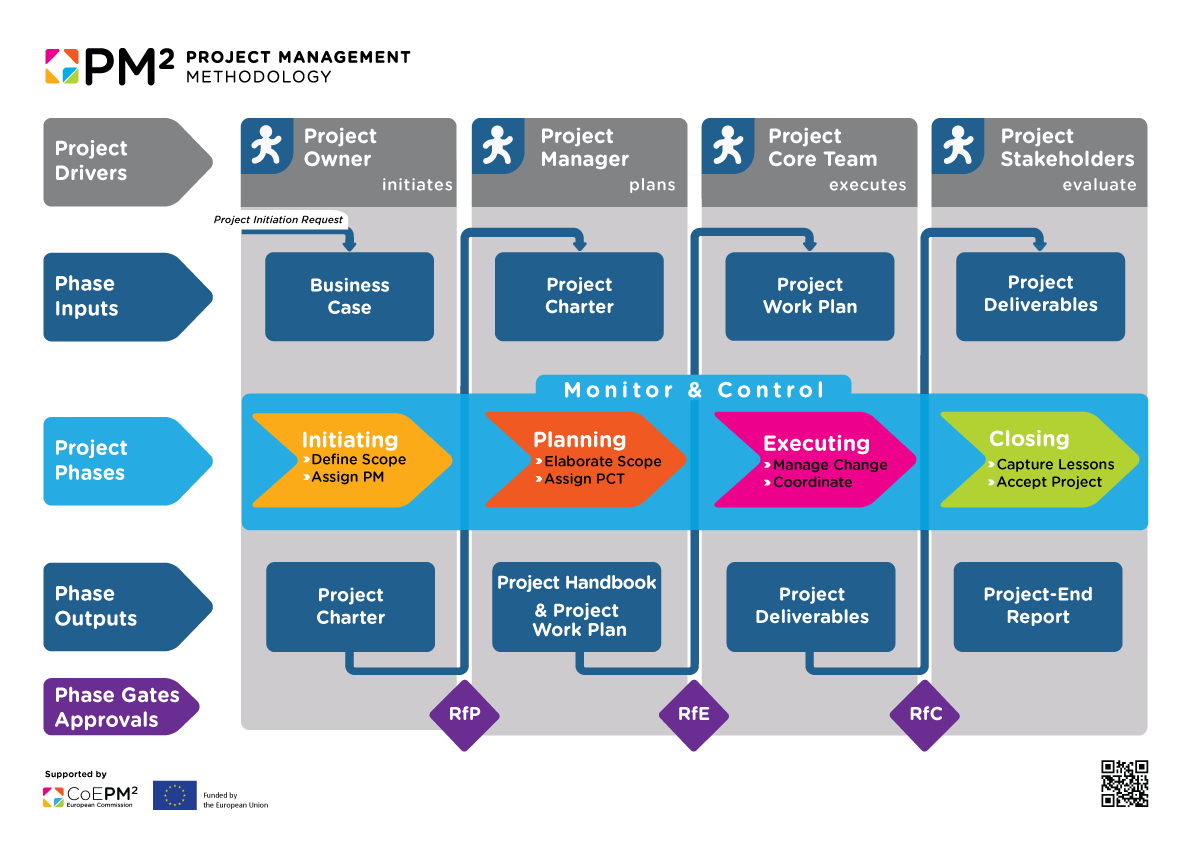 PM² PROJECT MANAGEMENT
METHODOLOGY
Project
Drivers
Project
Owner
initiates
Project
Manager
plans
Project
Core Team
executes
Project
Stakeholders
evaluate
Project Initiation Request
Phase
Inputs
Business
Case
Project
Charter
Project
Work Plan
Project
Deliverables
Monitor & Control
Project
Phases
Initiating
Define Scope
Assign PM
Planning
Elaborate Scope
Assign PCT
Executing
Manage Change
Coordinate
Closing
Capture Lessons
Accept Project
Phase
Outputs
Project
Charter
Project Handbook
& Project
Work Plan
Project
Deliverables
Project-End
Report
Phase Gates
Approvals
RfP
RfE
RfC
Supported by
CoEPM²
European Commission
Funded by
the European Union